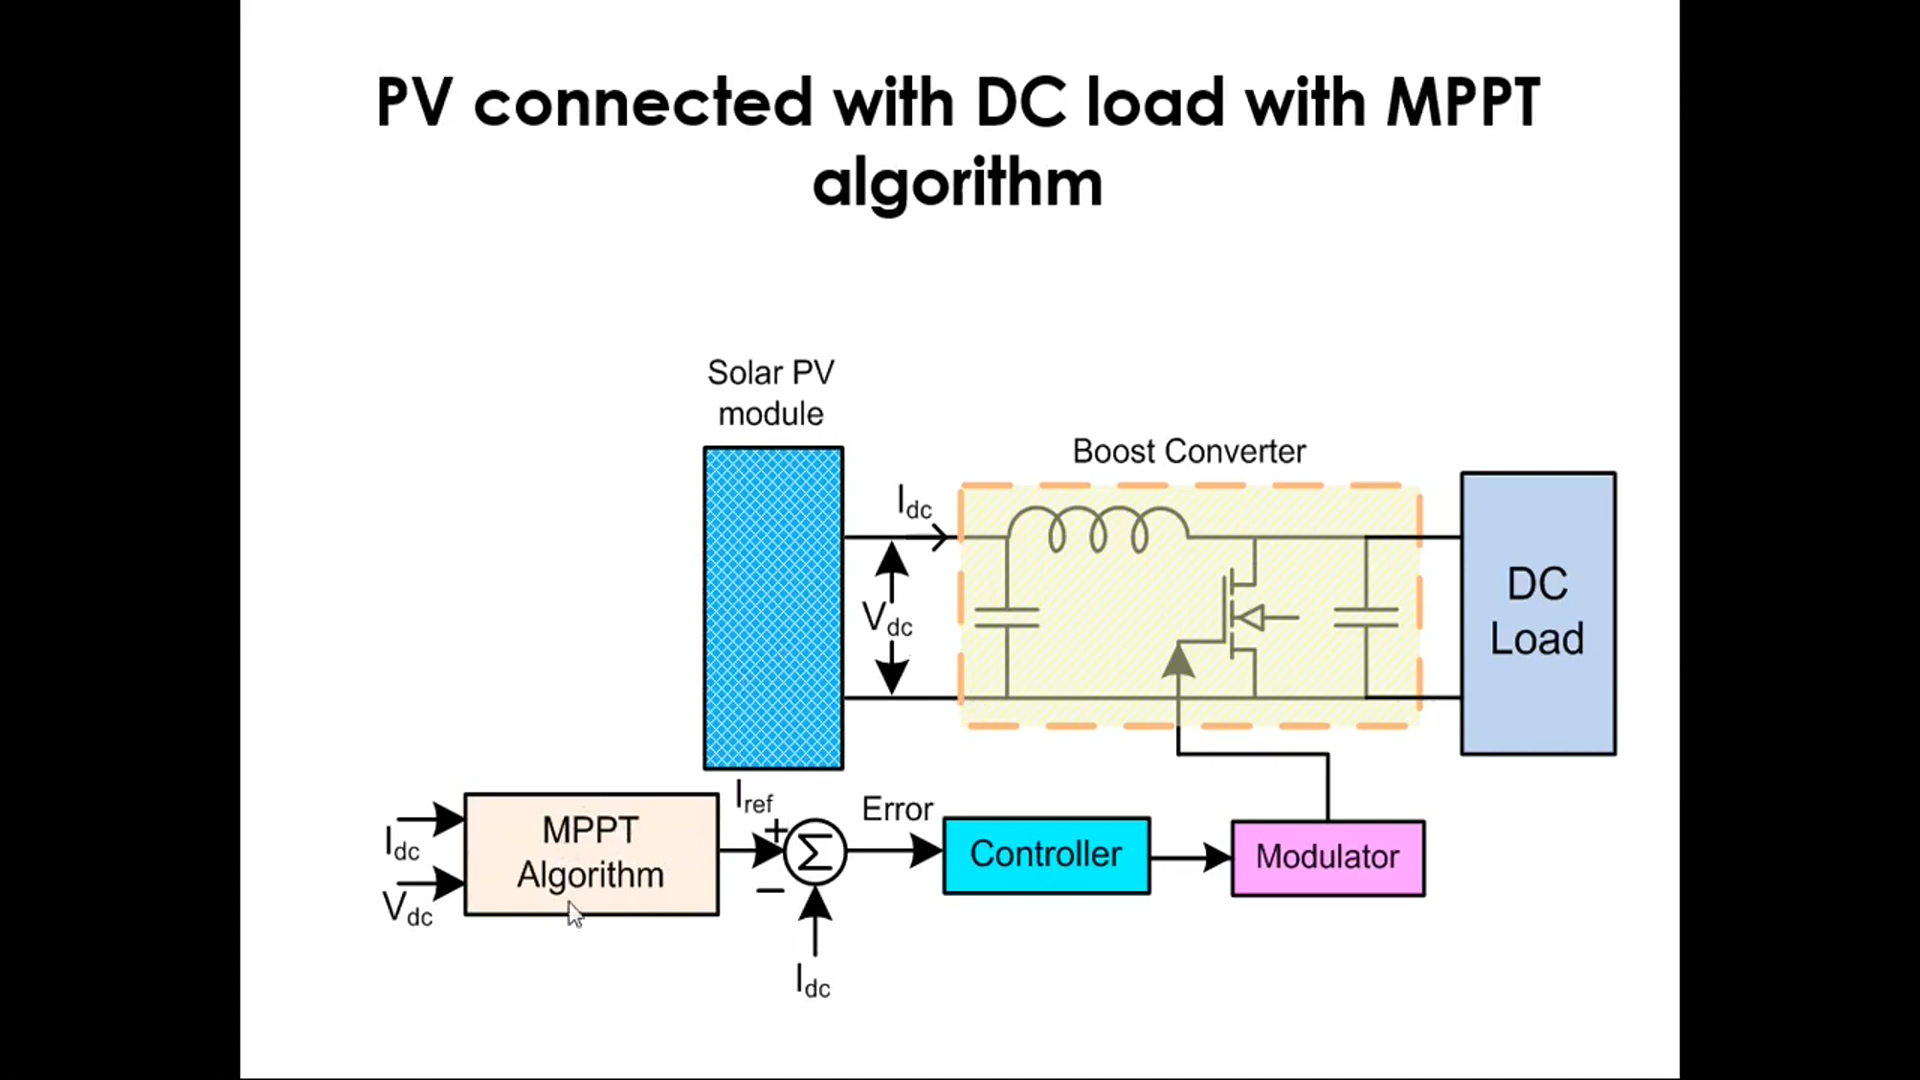 PV connected with DC load with MPPT
algorithm
Solar PV
module
Boost Converter
Idc
Vdc
DC
Load
Iref
Error
+
Σ
−
Idc
Vdc
MPPT
Algorithm
Controller
Modulator
Idc